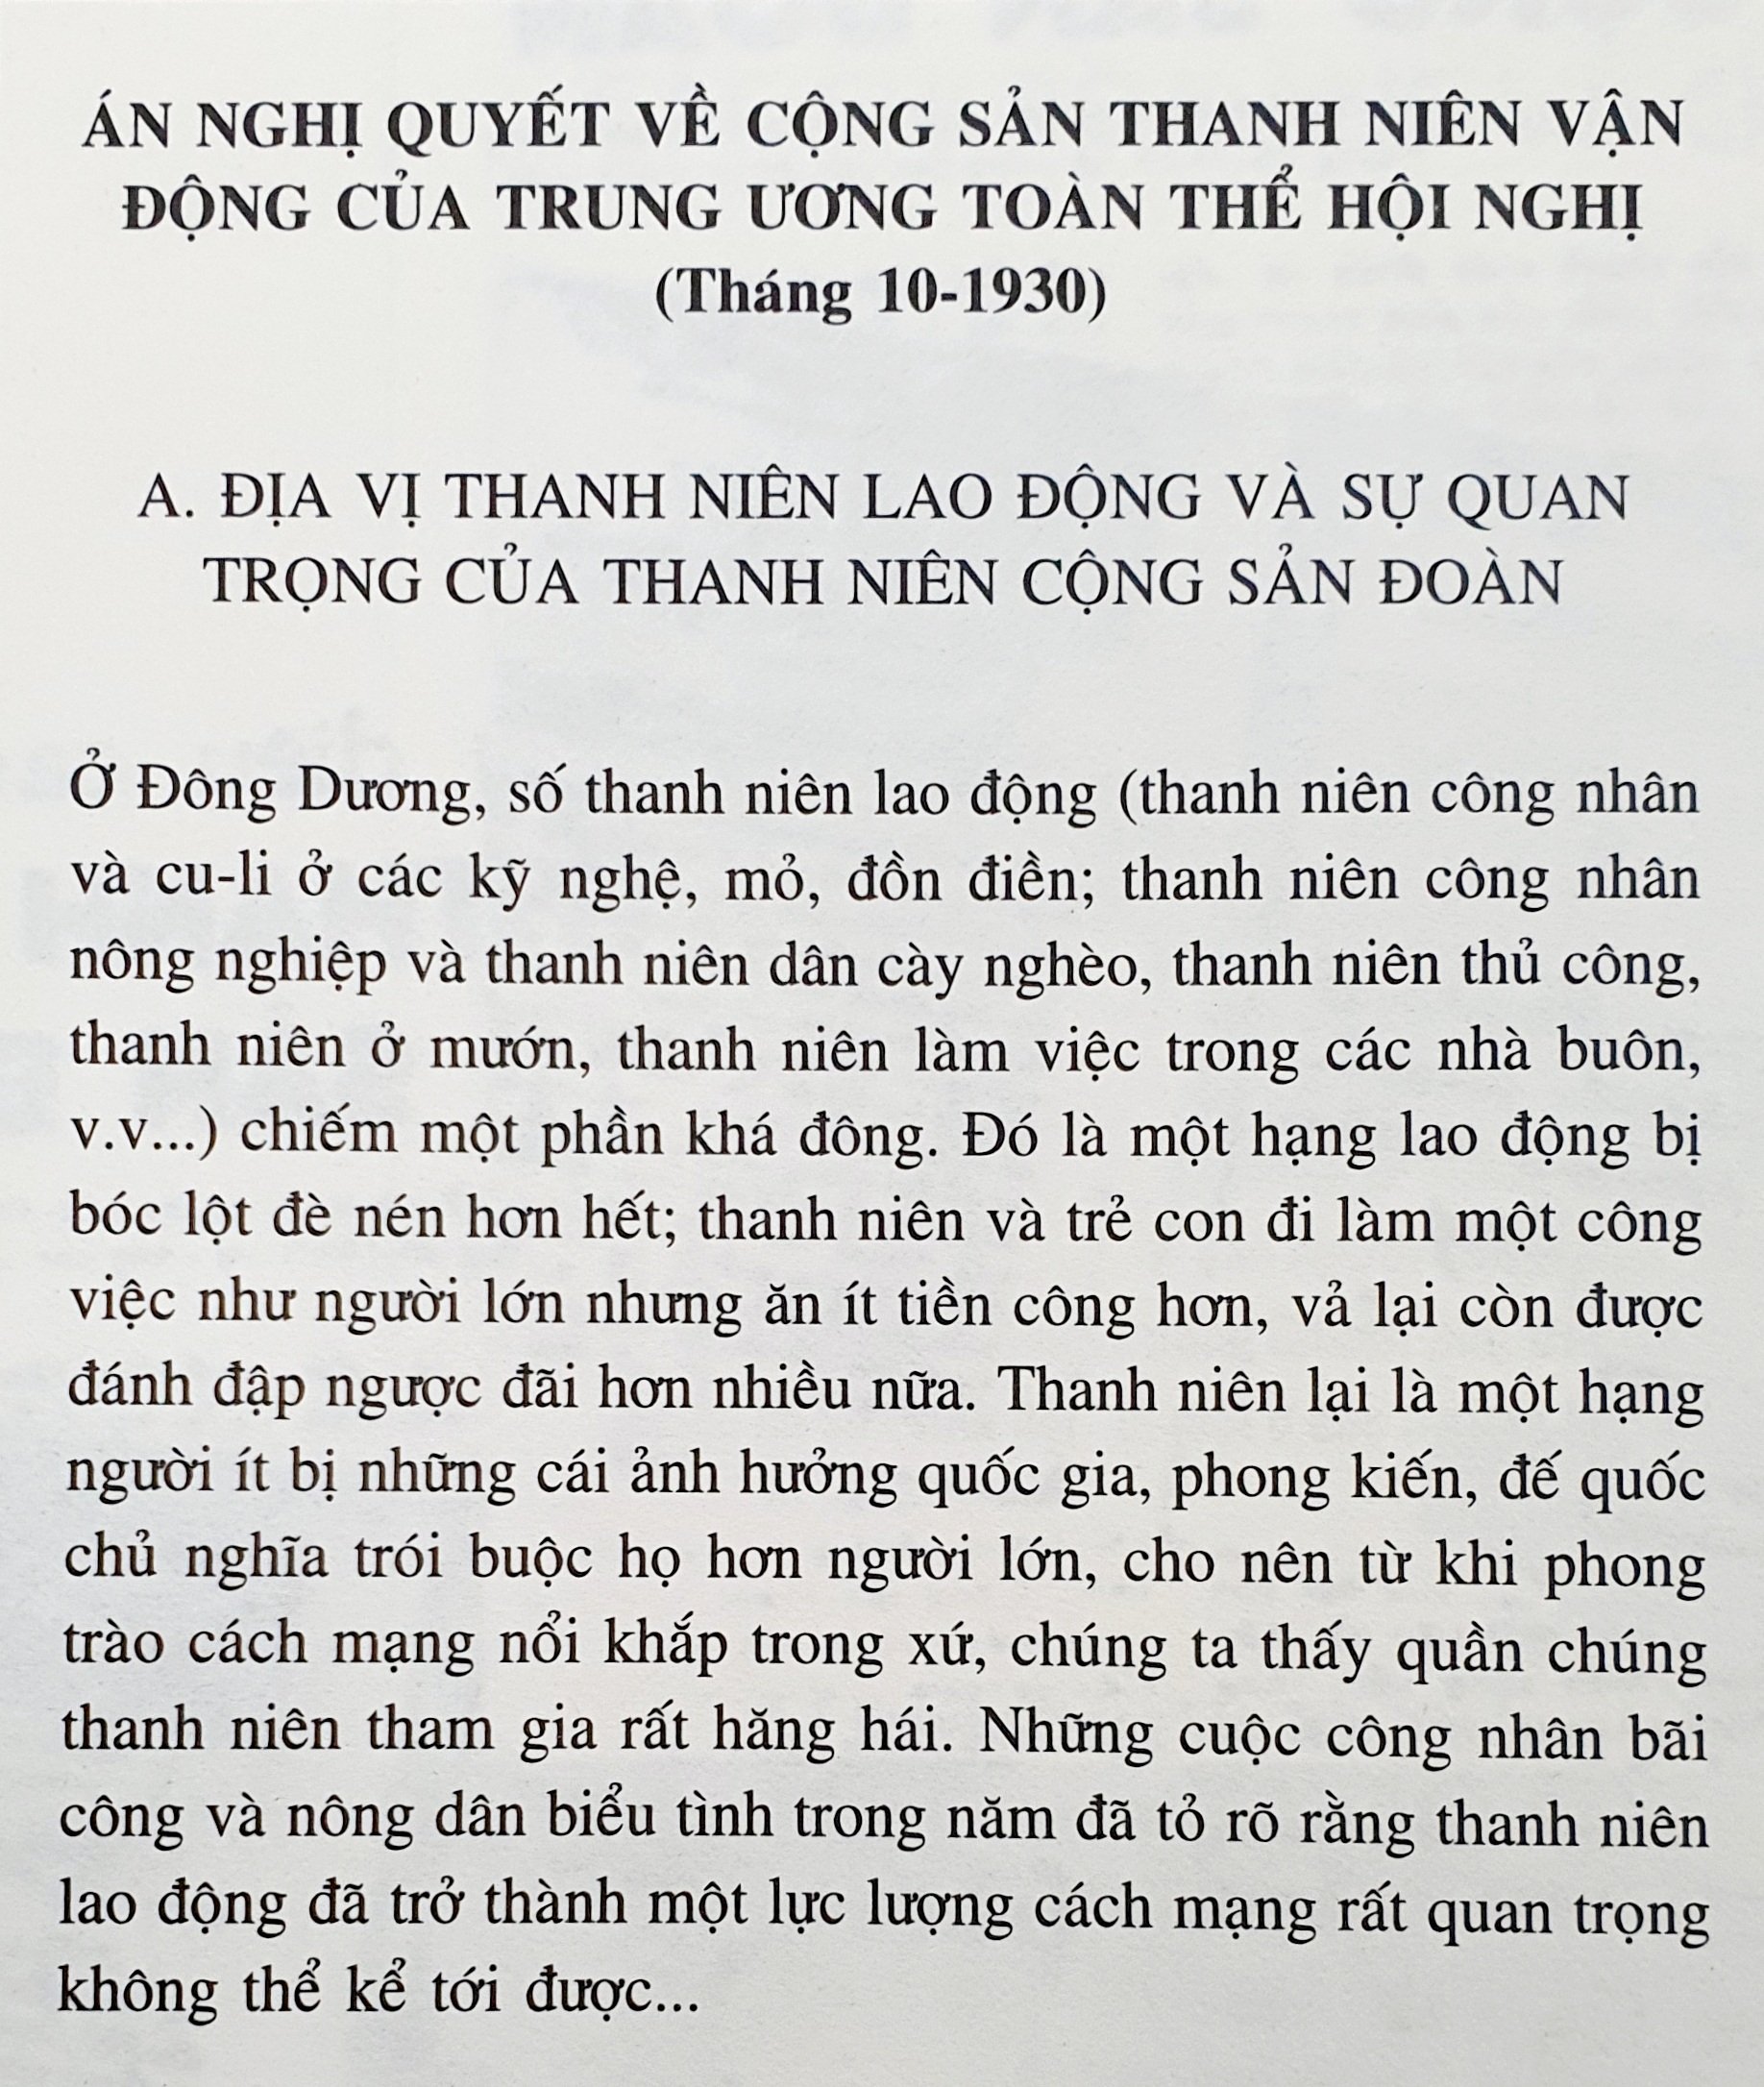 ÁN NGHỊ QUYẾT VỀ CỘNG SẢN THANH NIÊN VẬN
ĐỘNG CỦA TRUNG ƯƠNG TOÀN THỂ HỘI NGHỊ
(Tháng 10-1930)
A. ĐỊA VỊ THANH NIÊN LAO ĐỘNG VÀ SỰ QUAN
TRỌNG CỦA THANH NIÊN CỘNG SẢN ĐOÀN
Ở Đông Dương, số thanh niên lao động (thanh niên công nhân
và cu-li ở các kỹ nghệ, mỏ, đồn điền; thanh niên công nhân
nông nghiệp và thanh niên dân cày nghèo, thanh niên thủ công,
thanh niên ở mướn, thanh niên làm việc trong các nhà buôn,
v.v...) chiếm một phần khá đông. Đó là một hạng lao động bị
bóc lột đè nén hơn hết; thanh niên và trẻ con đi làm một công
việc như người lớn nhưng ăn ít tiền công hơn, vả lại còn được
đánh đập ngược đãi hơn nhiều nữa. Thanh niên lại là một hạng
người ít bị những cái ảnh hưởng quốc gia, phong kiến, đế quốc
chủ nghĩa trói buộc họ hơn người lớn, cho nên từ khi phong
trào cách mạng nổi khắp trong xứ, chúng ta thấy quần chúng
thanh niên tham gia rất hăng hái. Những cuộc công nhân bãi
công và nông dân biểu tình trong năm đã tỏ rõ rằng thanh niên
lao động đã trở thành một lực lượng cách mạng rất quan trọng
không thể kể tới được...